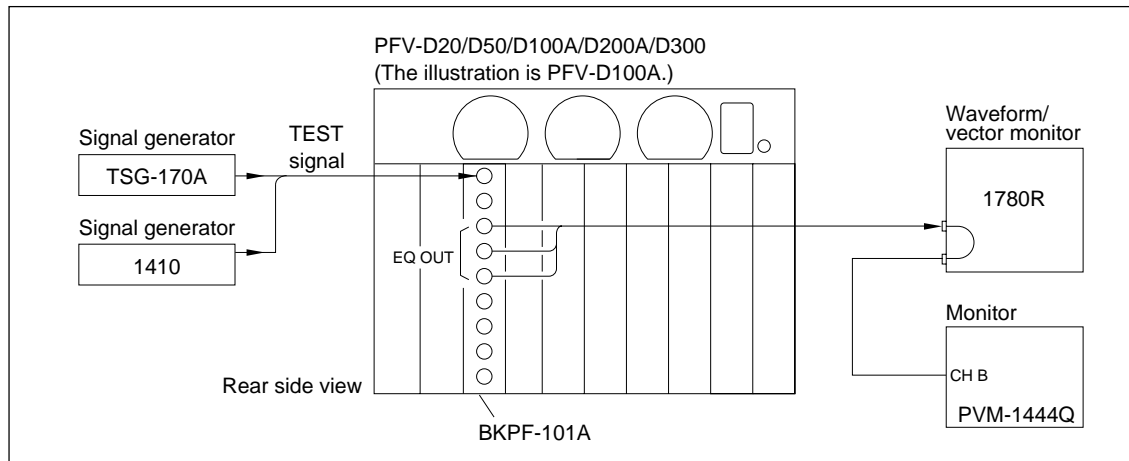 PFV-D20/D50/D100A/D200A/D300
(The illustration is PFV-D100A.)
Signal generator
TSG-170A
TEST
signal
Signal generator
1410
EQ OUT
Rear side view
BKPF-101A
Waveform/
vector monitor
1780R
Monitor
CH B
PVM-1444Q